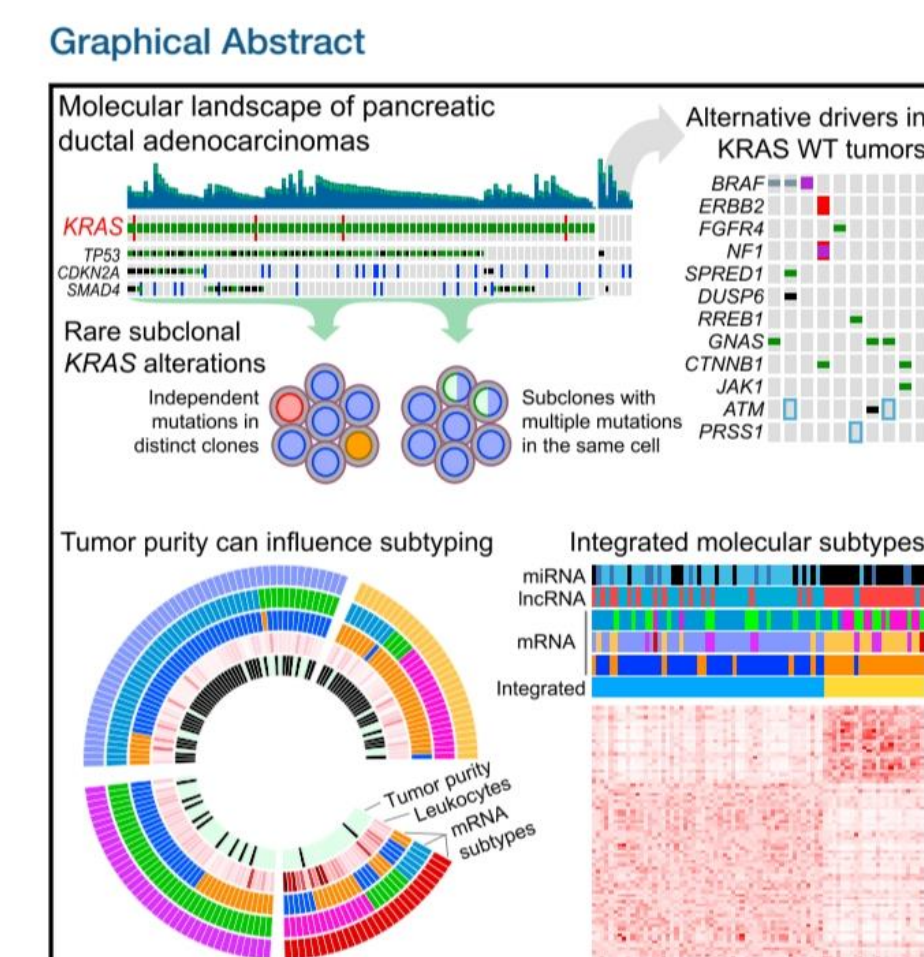 Graphical Abstract
Molecular landscape of pancreatic
ductal adenocarcinomas
KRAS
TP53
CDKN2A
SMAD4
Rare subclonal
KRAS alterations
Independent
mutations in
distinct clones
Subclones with
multiple mutations
in the same cell
Alternative drivers in
KRAS WT tumors
BRAF
ERBB2
FGFR4
NF1
SPRED1
DUSP6
RREB1
GNAS
CTNNB1
JAK1
ATM
PRSS1
Tumor purity can influence subtyping
Tumor purity
Leukocytes
mRNA
subtypes
Integrated molecular subtypes
miRNA
lncRNA
mRNA
Integrated